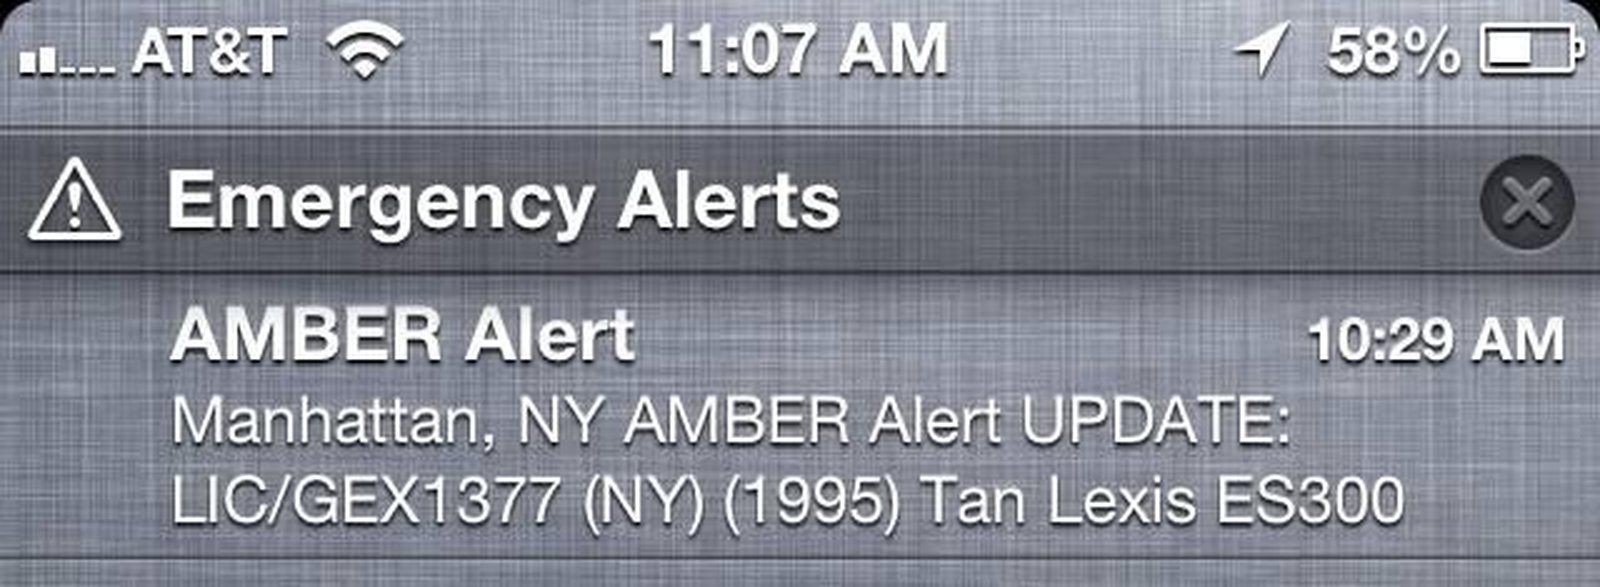 AT&T 11:07 AM 58%
Emergency Alerts
AMBER Alert 10:29 AM
Manhattan, NY AMBER Alert UPDATE:
LIC/GEX1377 (NY) (1995) Tan Lexis ES300